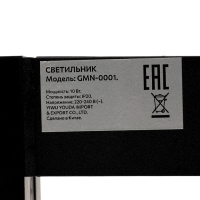 СВЕТИЛЬНИК
Модель: GMN-0001.
Мощность: 10 Вт.
Степень защиты: IP20.
Напряжение: 220-240 В (~).
YIWU YOUDA IMPORT
& EXPORT CO., LTD
Сделано в Китае.
EAC